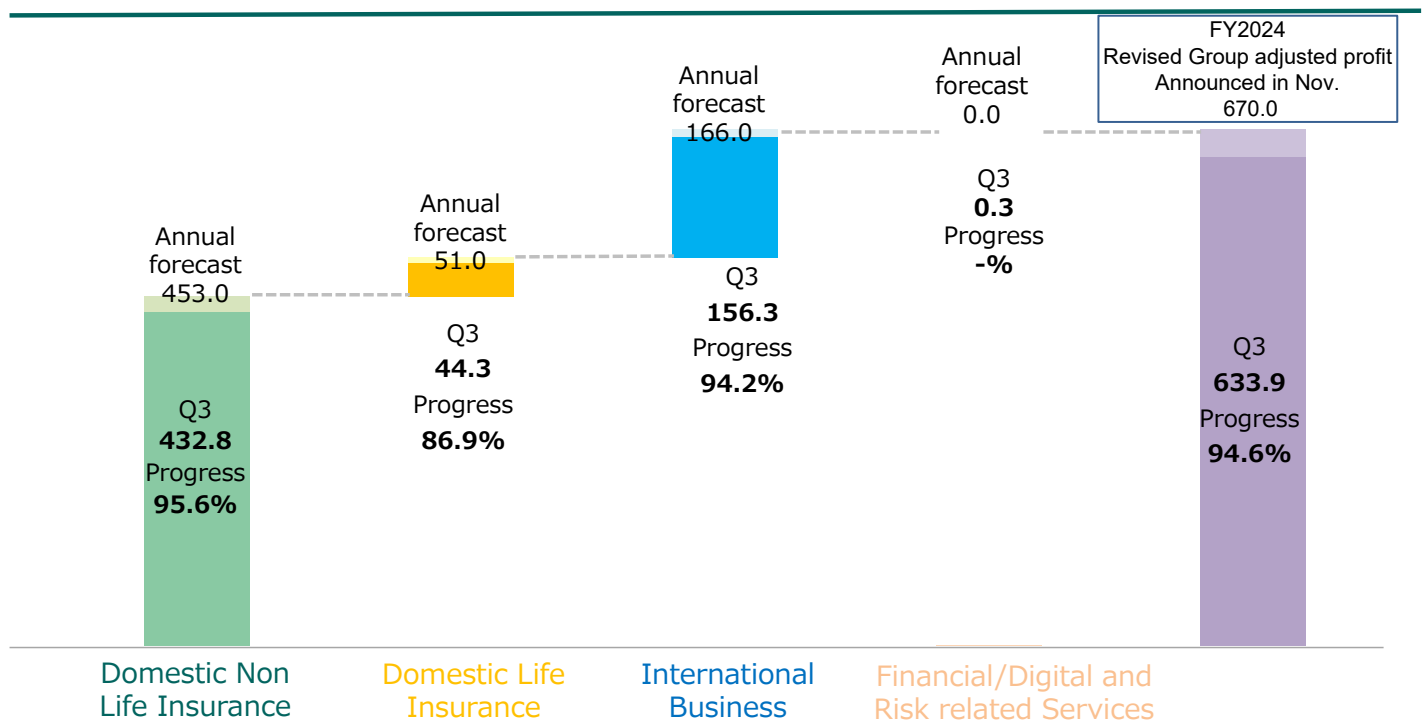 Annual
forecast
453.0
Q3
432.8
Progress
95.6%
Domestic Non
Life Insurance
Annual
forecast
51.0
Q3
44.3
Progress
86.9%
Domestic Life
Insurance
Annual
forecast
166.0
Q3
156.3
Progress
94.2%
International
Business
Annual
forecast
0.0
Q3
0.3
Progress
-%
Financial/Digital and
Risk related Services
FY2024
Revised Group adjusted profit
Announced in Nov.
670.0
Q3
633.9
Progress
94.6%